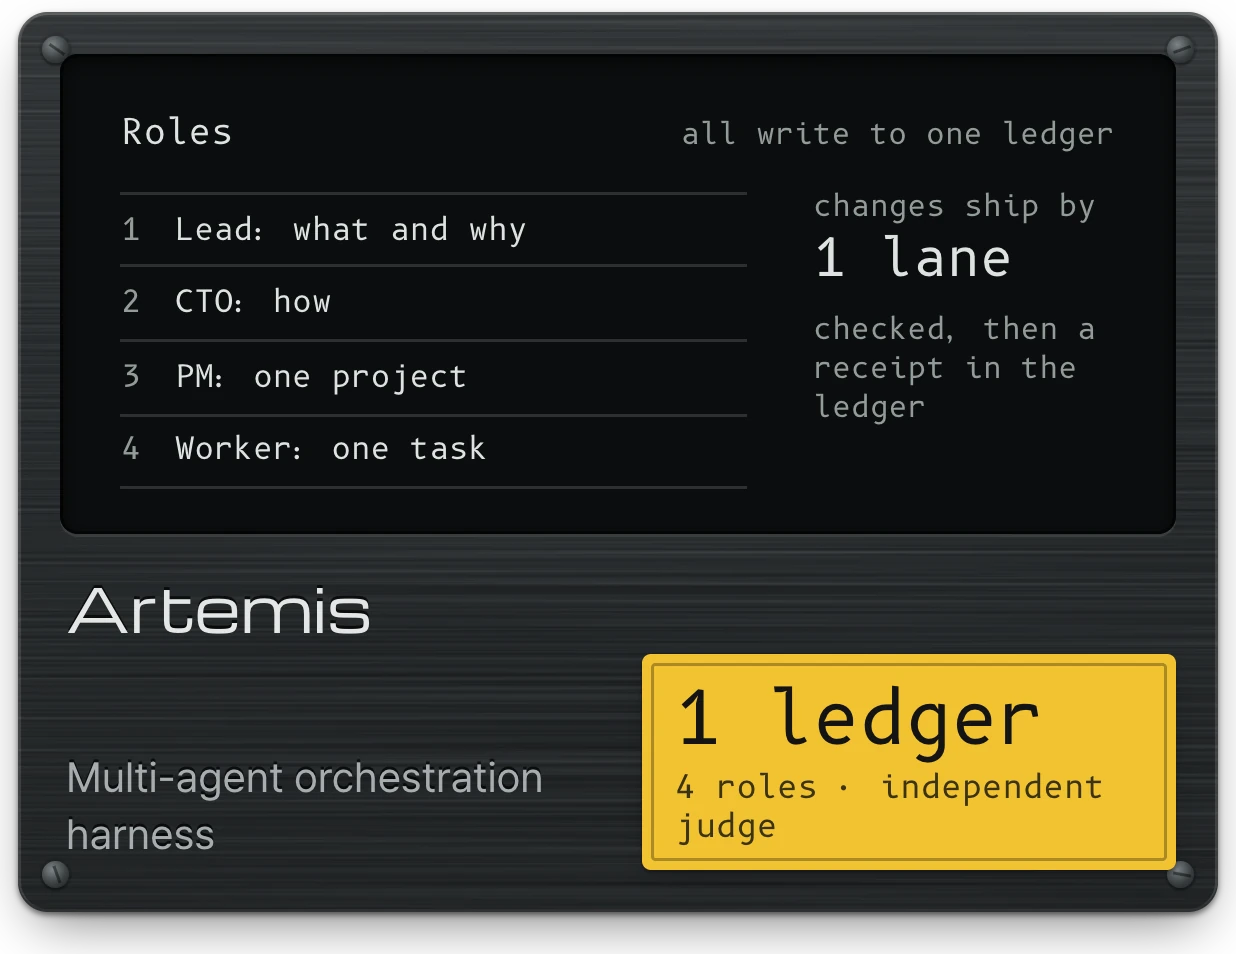 Roles
all write to one ledger
1 Lead: what and why
2 CTO: how
3 PM: one project
4 Worker: one task
changes ship by
1 lane
checked, then a
receipt in the
ledger
Artemis
Multi-agent orchestration
harness
1 ledger
4 roles · independent
judge